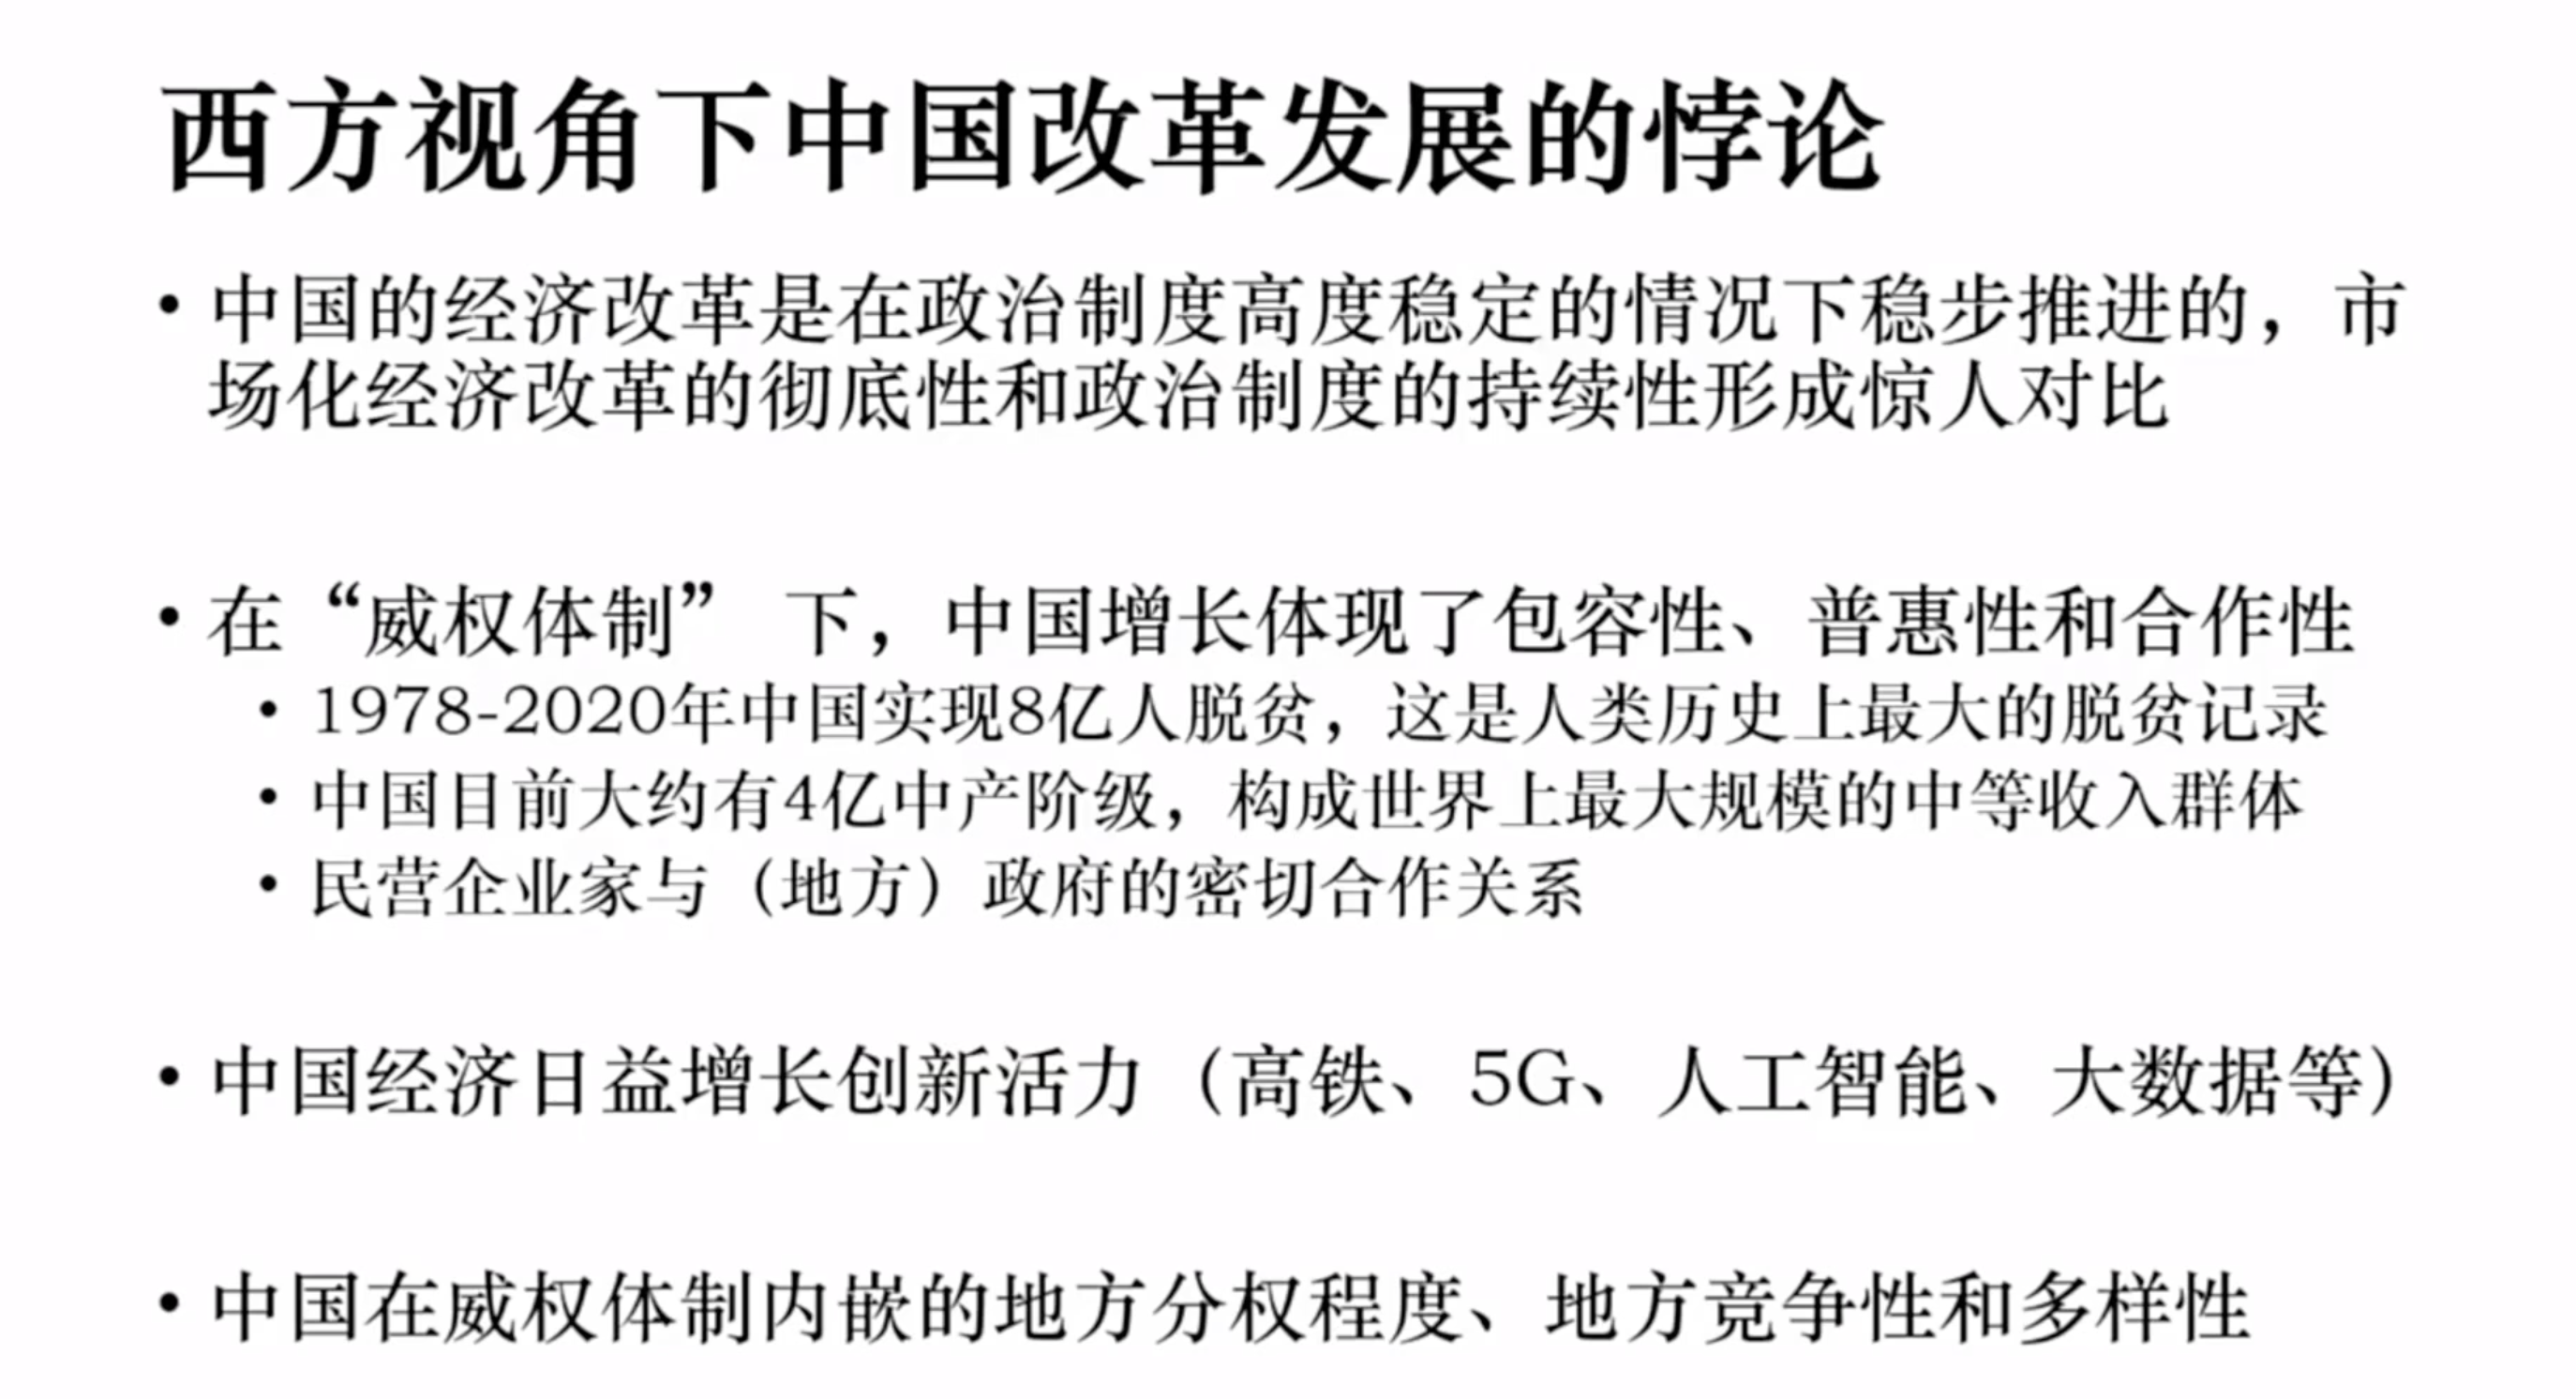 西方视角下中国改革发展的悖论
• 中国的经济改革是在政治制度高度稳定的情况下稳步推进的，市
场化经济改革的彻底性和政治制度的持续性形成惊人对比
• 在“威权体制” 下，中国增长体现了包容性、普惠性和合作性
• 1978-2020年中国实现8亿人脱贫，这是人类历史上最大的脱贫记录
• 中国目前大约有4亿中产阶级，构成世界上最大规模的中等收入群体
• 民营企业家与（地方）政府的密切合作关系
• 中国经济日益增长创新活力（高铁、5G、人工智能、大数据等）
• 中国在威权体制内嵌的地方分权程度、地方竞争性和多样性